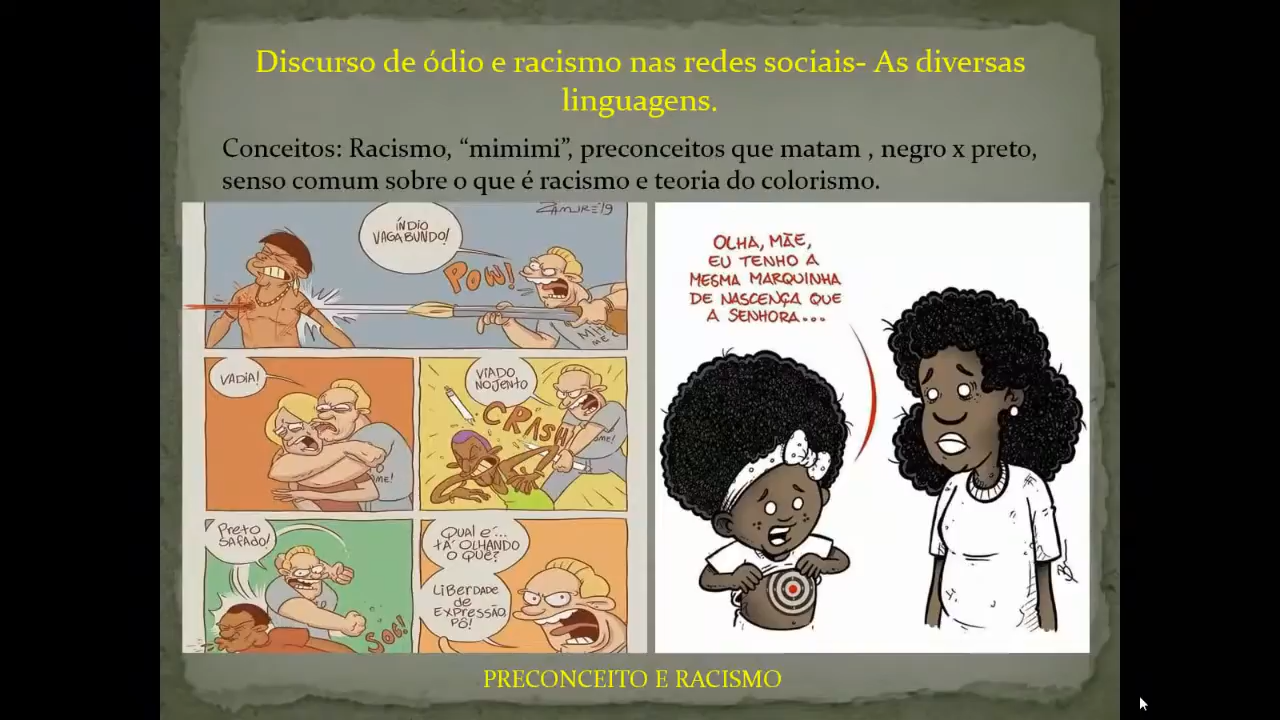 Discurso de ódio e racismo nas redes sociais- As diversas
linguagens.
Conceitos: Racismo, “mimimi”, preconceitos que matam , negro x preto,
senso comum sobre o que é racismo e teoria do colorismo.
ÍNDIO
VAGABUNDO!
POW!
VADIA!
VIADO
NOJENTO
CRASH!
PRETO
SAFADO!
SOC!
QUAL É...
TÁ OLHANDO
O QUÊ?
LIBERDADE
DE
EXPRESSÃO,
PÔ!
OLHA, MÃE,
EU TENHO A
MESMA MARQUINHA
DE NASCENÇA QUE
A SENHORA...
PRECONCEITO E RACISMO